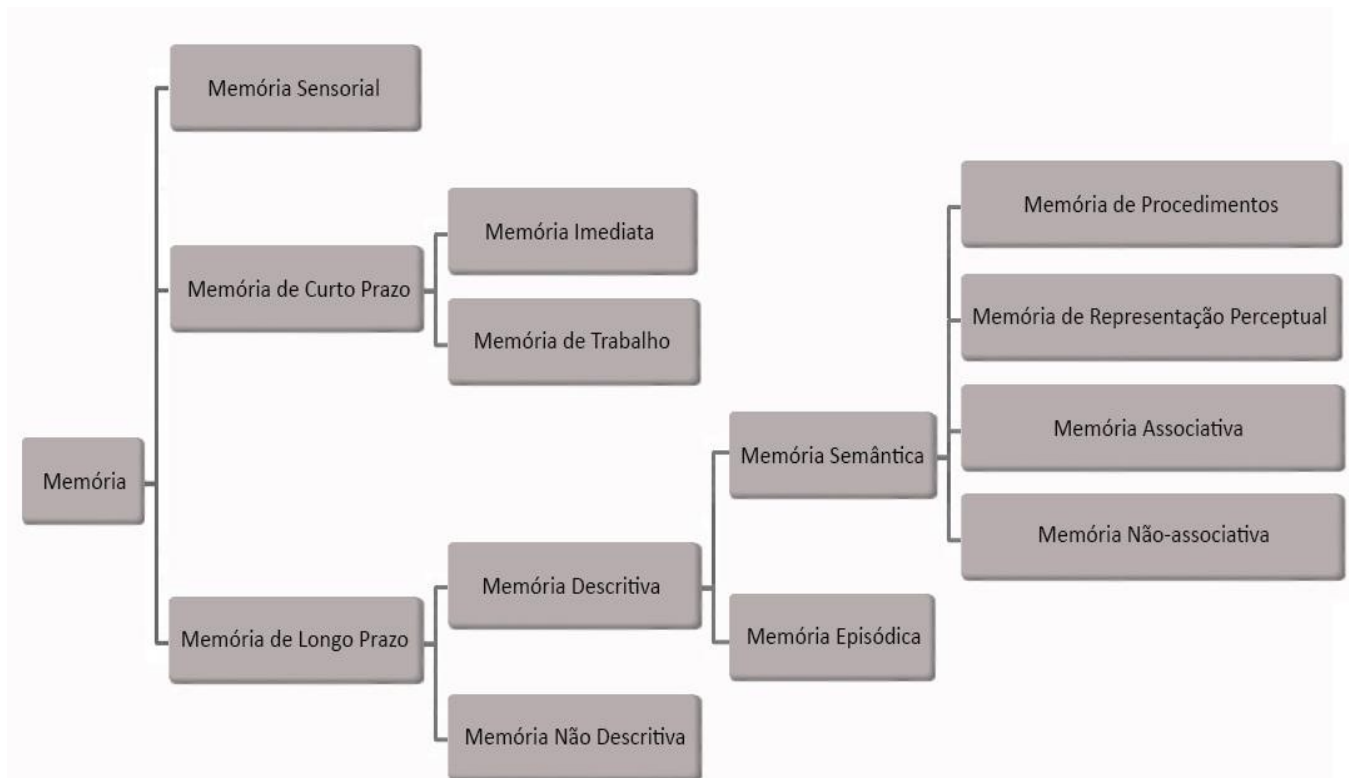 Memória Sensorial
Memória Imediata
Memória de Procedimentos
Memória de Curto Prazo
Memória de Representação Perceptual
Memória de Trabalho
Memória Associativa
Memória Semântica
Memória
Memória Não-associativa
Memória Descritiva
Memória de Longo Prazo
Memória Episódica
Memória Não Descritiva